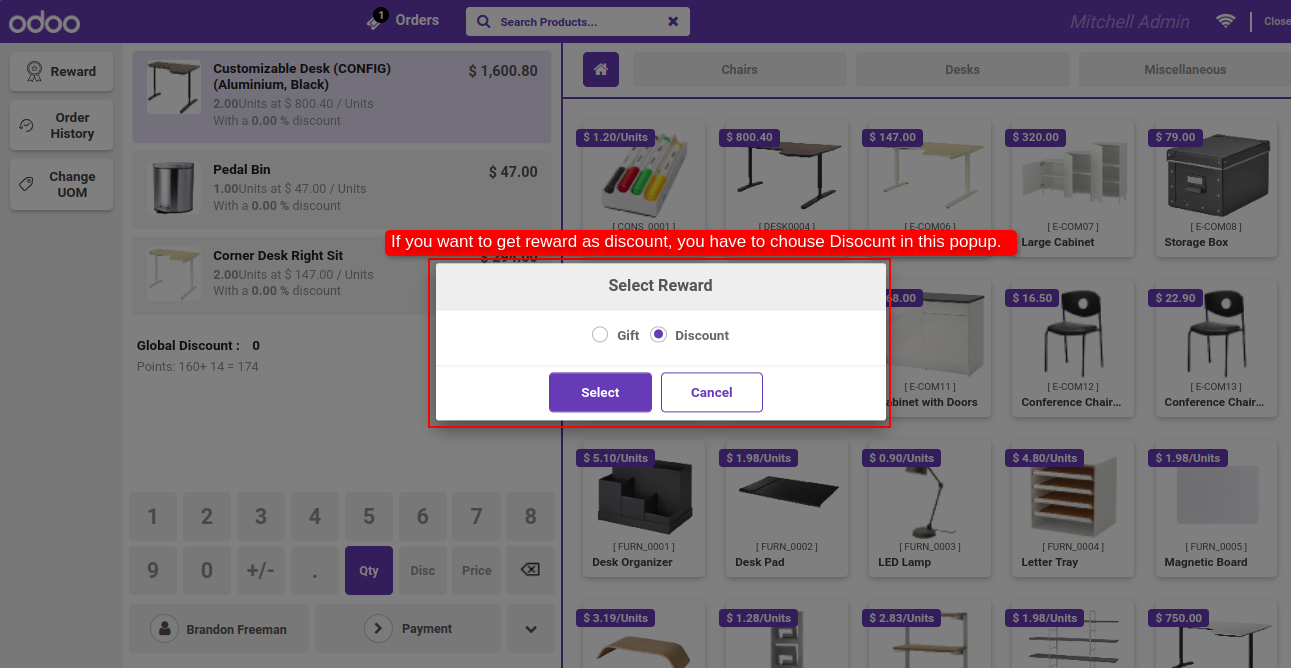 odoo
1
Orders
Search Products...
Mitchell Admin
Close
Reward
Order
History
Change
UOM
Customizable Desk (CONFIG)
(Aluminium, Black)
$ 1,600.80
2.00Units at $ 800.40 / Units
With a 0.00 % discount
Pedal Bin
$ 47.00
1.00Units at $ 47.00 / Units
With a 0.00 % discount
Corner Desk Right Sit
$ 294.00
2.00Units at $ 147.00 / Units
With a 0.00 % discount
Global Discount : 0
Points: 160+ 14 = 174
1 2 3 4 5 6 7 8
9 0 +/- . Qty Disc Price
Brandon Freeman
Payment
Chairs
Desks
Miscellaneous
$ 1.20/Units
$ 800.40
$ 147.00
$ 320.00
$ 79.00
[ CONS_0001 ]
[ DESK0004 ]
[ E-COM06 ]
[ E-COM07 ]
[ E-COM08 ]
Large Cabinet
Storage Box
If you want to get reward as discount, you have to chouse Disocunt in this popup.
Select Reward
Gift
Discount
Select
Cancel
68.00
$ 16.50
$ 22.90
[ E-COM11 ]
[ E-COM12 ]
[ E-COM13 ]
abinet with Doors
Conference Chair...
Conference Chair...
$ 5.10/Units
$ 1.98/Units
$ 0.90/Units
$ 4.80/Units
$ 1.98/Units
[ FURN_0001 ]
[ FURN_0002 ]
[ FURN_0003 ]
[ FURN_0004 ]
[ FURN_0005 ]
Desk Organizer
Desk Pad
LED Lamp
Letter Tray
Magnetic Board
$ 3.19/Units
$ 1.28/Units
$ 2.83/Units
$ 1.98/Units
$ 750.00